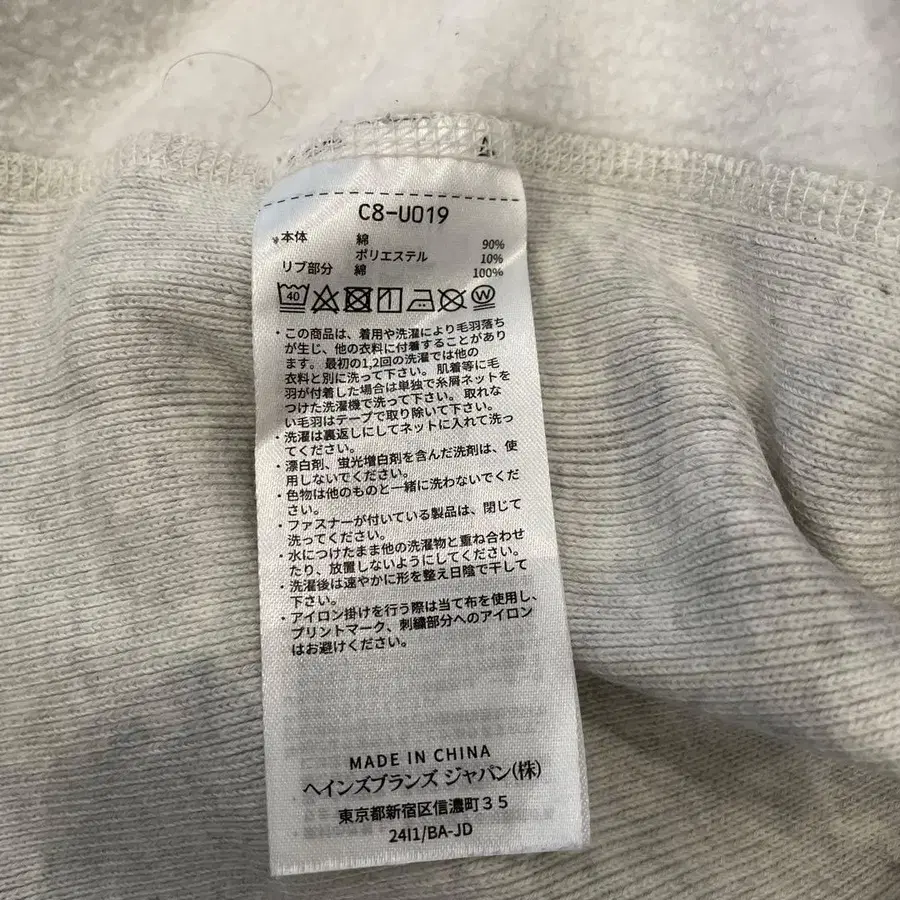 C8-U019
本体 綿 90%
ポリエステル 10%
リブ部分 綿 100%
40
・この商品は、着用や洗濯により毛羽落ち
が生じ、他の衣料に付着することがあり
ます。最初の1,2回の洗濯では他の
衣料と別に洗って下さい。肌着等に毛
羽が付着した場合は単独で糸屑ネットを
つけた洗濯機で洗って下さい。取れな
い毛羽はテープで取り除いて下さい。
・洗濯は裏返しにしてネットに入れて洗っ
てください。
・漂白剤、蛍光増白剤を含んだ洗剤は、使
用しないでください。
・色物は他のものと一緒に洗わないでくだ
さい。
・ファスナーが付いている製品は、閉じて
洗ってください。
・水につけたまま他の洗濯物と重ね合わせ
たり、放置しないようにしてください。
・洗濯後は速やかに形を整え日陰で干して
下さい。
・アイロン掛けを行う際は当て布を使用し、
プリントマーク、刺繍部分へのアイロン
はお避けください。
MADE IN CHINA
ヘインズブランズ ジャパン(株)
東京都新宿区信濃町35
24I1/BA-JD